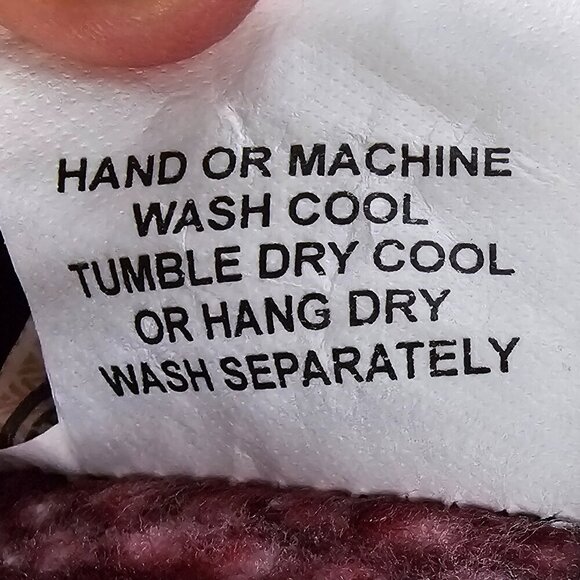 HAND OR MACHINE
WASH COOL
TUMBLE DRY COOL
OR HANG DRY
WASH SEPARATELY